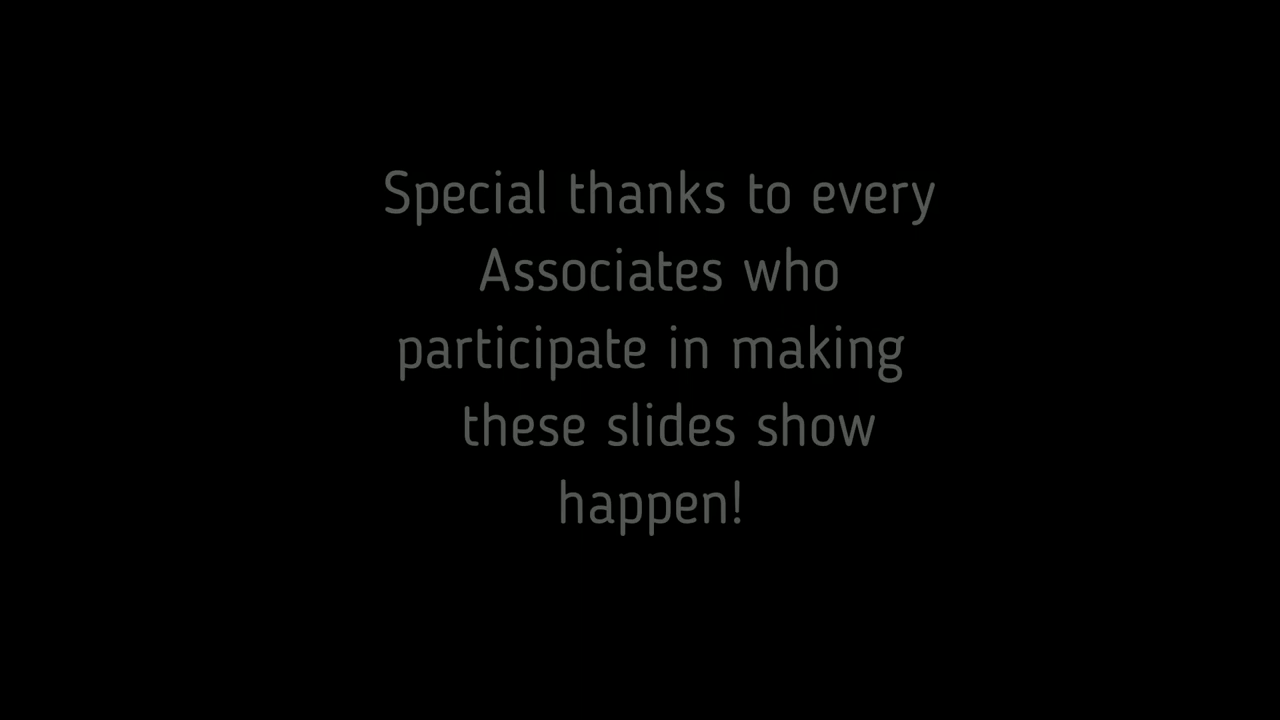 Special thanks to every
Associates who
participate in making
these slides show
happen!